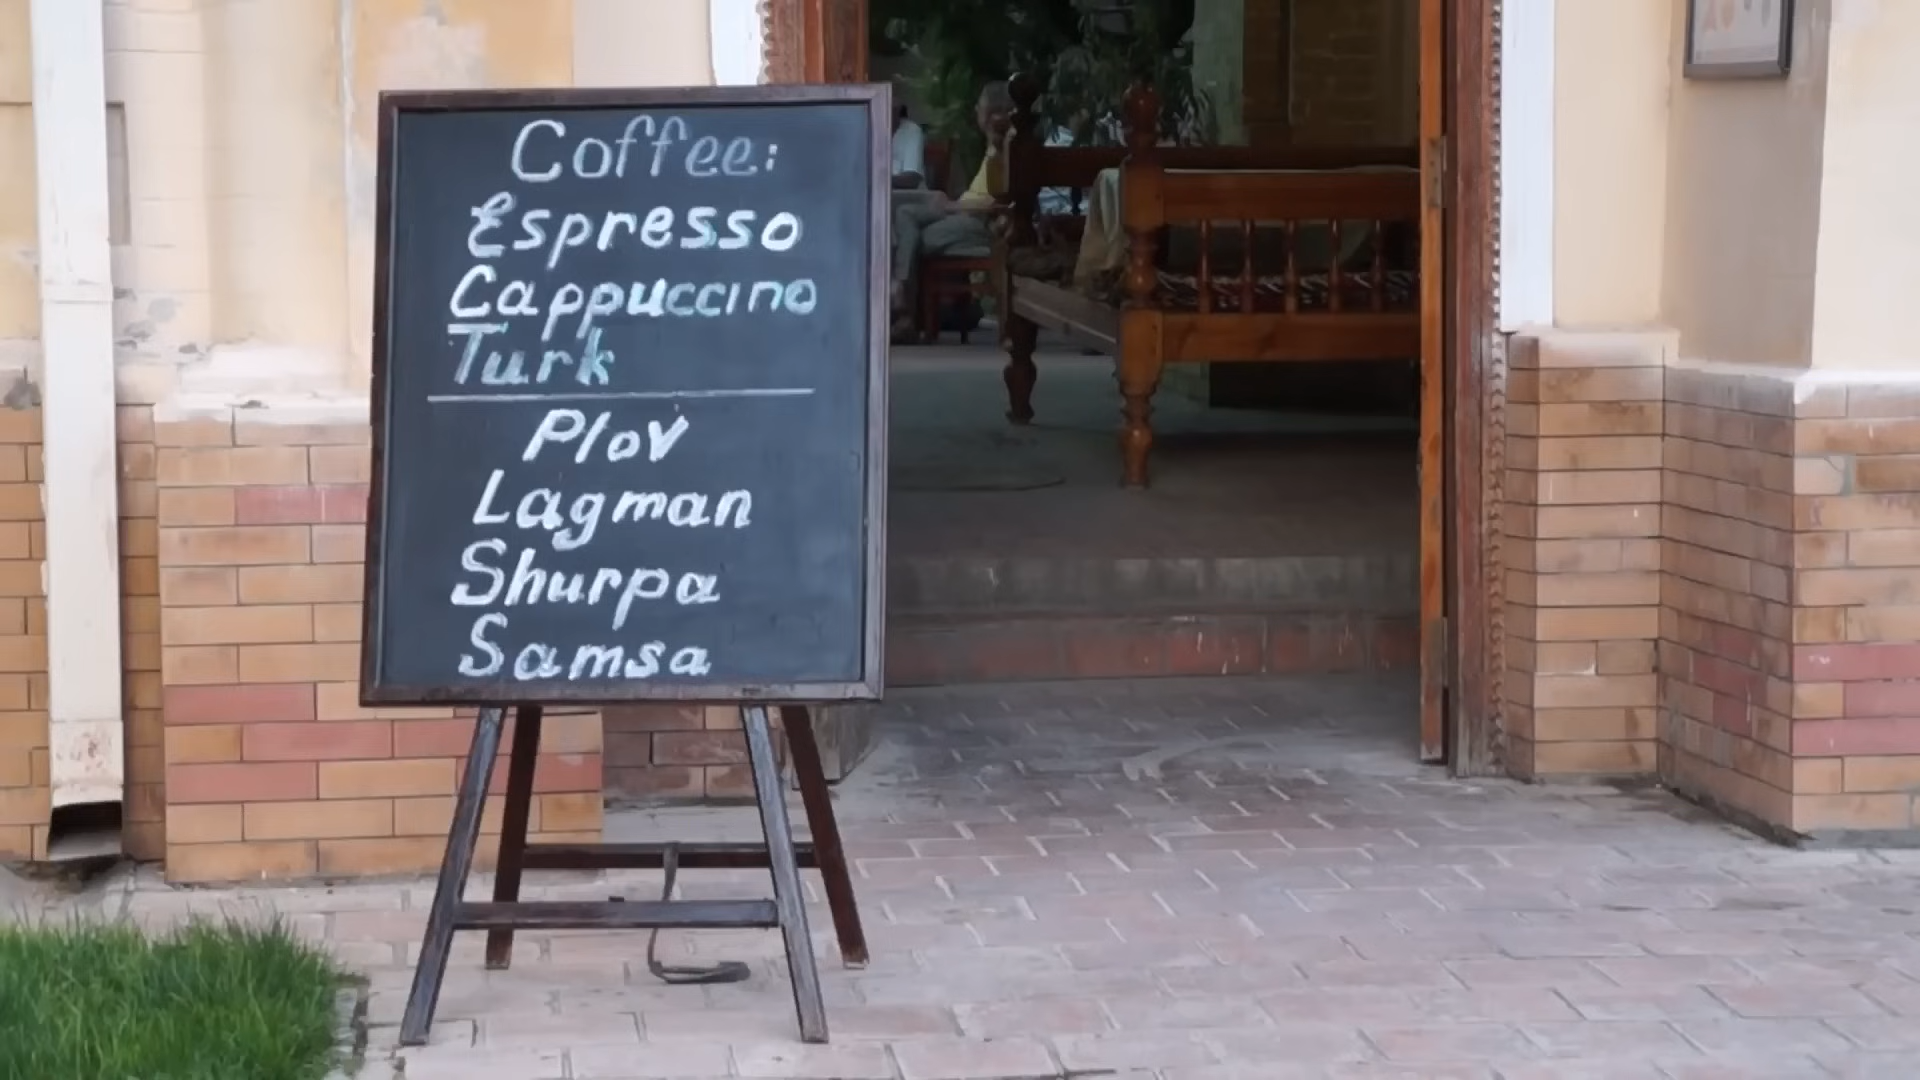 Coffee:
Espresso
Cappuccino
Turk
Plov
Lagman
Shurpa
Samsa